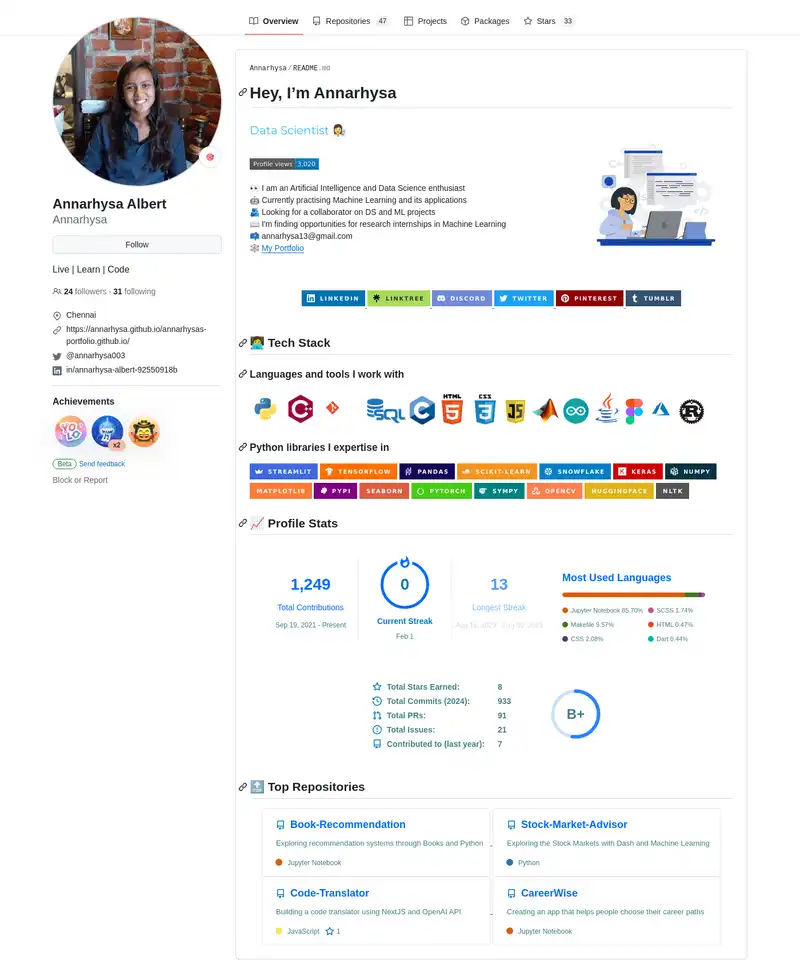 Overview
Repositories 47
Projects
Packages
Stars 33
Annarhysa Albert
Annarhysa
Follow
Live | Learn | Code
24 followers · 31 following
Chennai
https://annarhysa.github.io/annarhysas-
portfolio.github.io/
@annarhysa003
in/annarhysa-albert-92550918b
Achievements
x2
Beta Send feedback
Block or Report
Annarhysa/README.md
Hey, I’m Annarhysa
Data Scientist
Profile views 3,020
I am an Artificial Intelligence and Data Science enthusiast
Currently practising Machine Learning and its applications
Looking for a collaborator on DS and ML projects
I'm finding opportunities for research internships in Machine Learning
annarhysa13@gmail.com
My Portfolio
LINKEDIN
LINKTREE
DISCORD
TWITTER
PINTEREST
TUMBLR
Tech Stack
Languages and tools I work with
SQL
HTML
CSS
JS
Java
Python libraries I expertise in
STREAMLIT
TENSORFLOW
PANDAS
SCIKIT-LEARN
SNOWFLAKE
KERAS
NUMPY
MATPLOTLIB
PYPI
SEABORN
PYTORCH
SYMPY
OPENCV
HUGGINGFACE
NLTK
Profile Stats
1,249
Total Contributions
Sep 19, 2021 - Present
0
Current Streak
Feb 1
13
Longest Streak
Most Used Languages
Jupyter Notebook 85.70%
Makefile 9.57%
CSS 2.08%
SCSS 1.74%
HTML 0.47%
Dart 0.44%
Total Stars Earned: 8
Total Commits (2024): 933
Total PRs: 91
Total Issues: 21
Contributed to (last year): 7
B+
Top Repositories
Book-Recommendation
Exploring recommendation systems through Books and Python
Jupyter Notebook
Stock-Market-Advisor
Exploring the Stock Markets with Dash and Machine Learning
Python
Code-Translator
Building a code translator using NextJS and OpenAI API
JavaScript 1
CareerWise
Creating an app that helps people choose their career paths
Jupyter Notebook